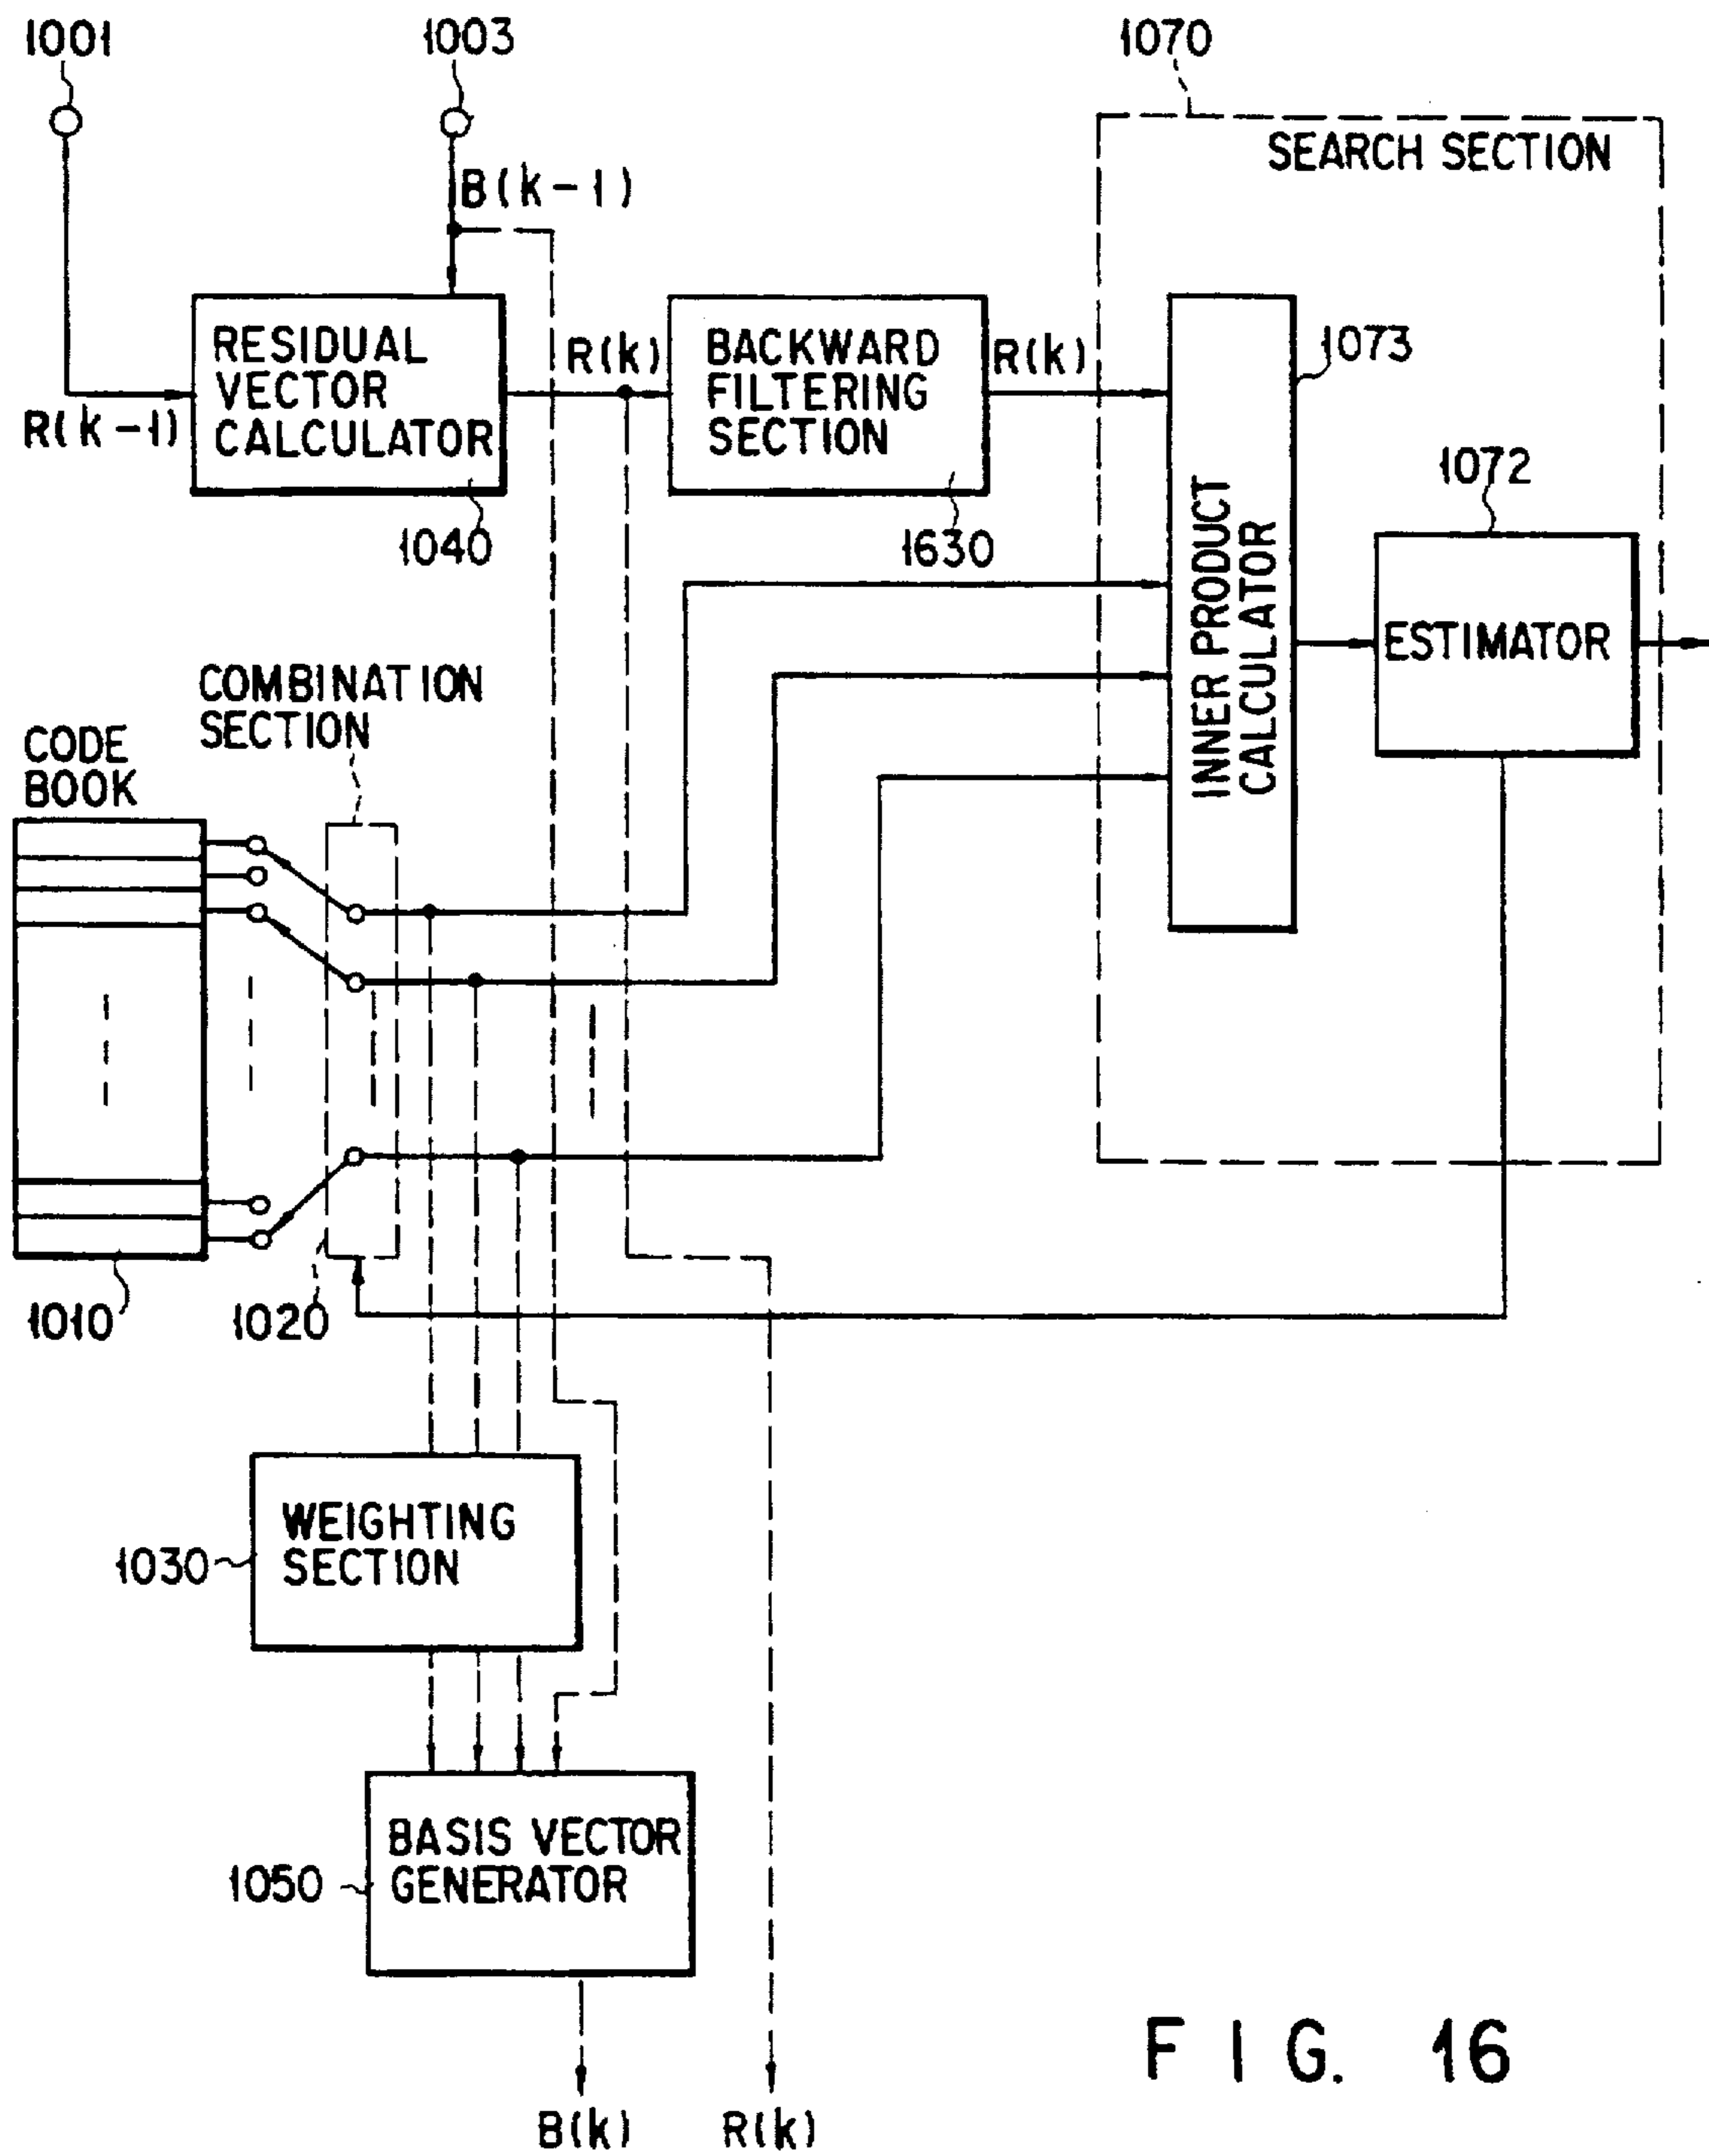 1001
1003
1070
SEARCH SECTION
B(k-1)
RESIDUAL
VECTOR
CALCULATOR
R(k)
BACKWARD
FILTERING
SECTION
R(k)
1073
R(k-1)
1040
1630
1072
INNER PRODUCT
CALCULATOR
ESTIMATOR
COMBINATION
SECTION
CODE
BOOK
1010
1020
WEIGHTING
SECTION
1030
BASIS VECTOR
GENERATOR
1050
B(k)
R(k)
FIG. 16